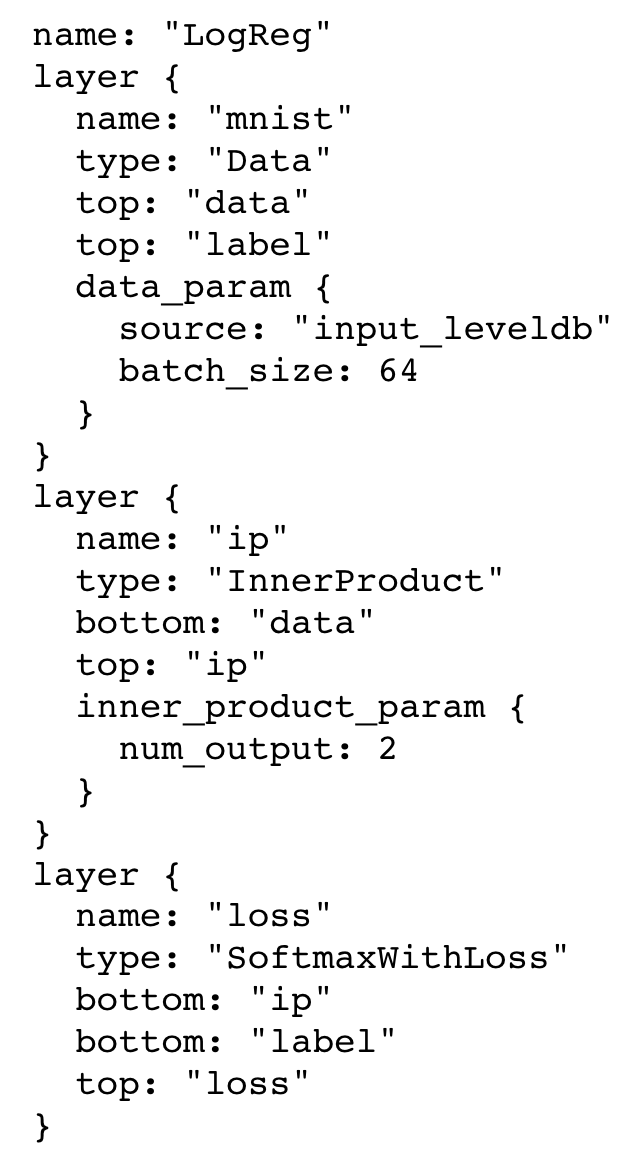 name: "LogReg"
layer {
  name: "mnist"
  type: "Data"
  top: "data"
  top: "label"
  data_param {
    source: "input_leveldb"
    batch_size: 64
  }
}
layer {
  name: "ip"
  type: "InnerProduct"
  bottom: "data"
  top: "ip"
  inner_product_param {
    num_output: 2
  }
}
layer {
  name: "loss"
  type: "SoftmaxWithLoss"
  bottom: "ip"
  bottom: "label"
  top: "loss"
}